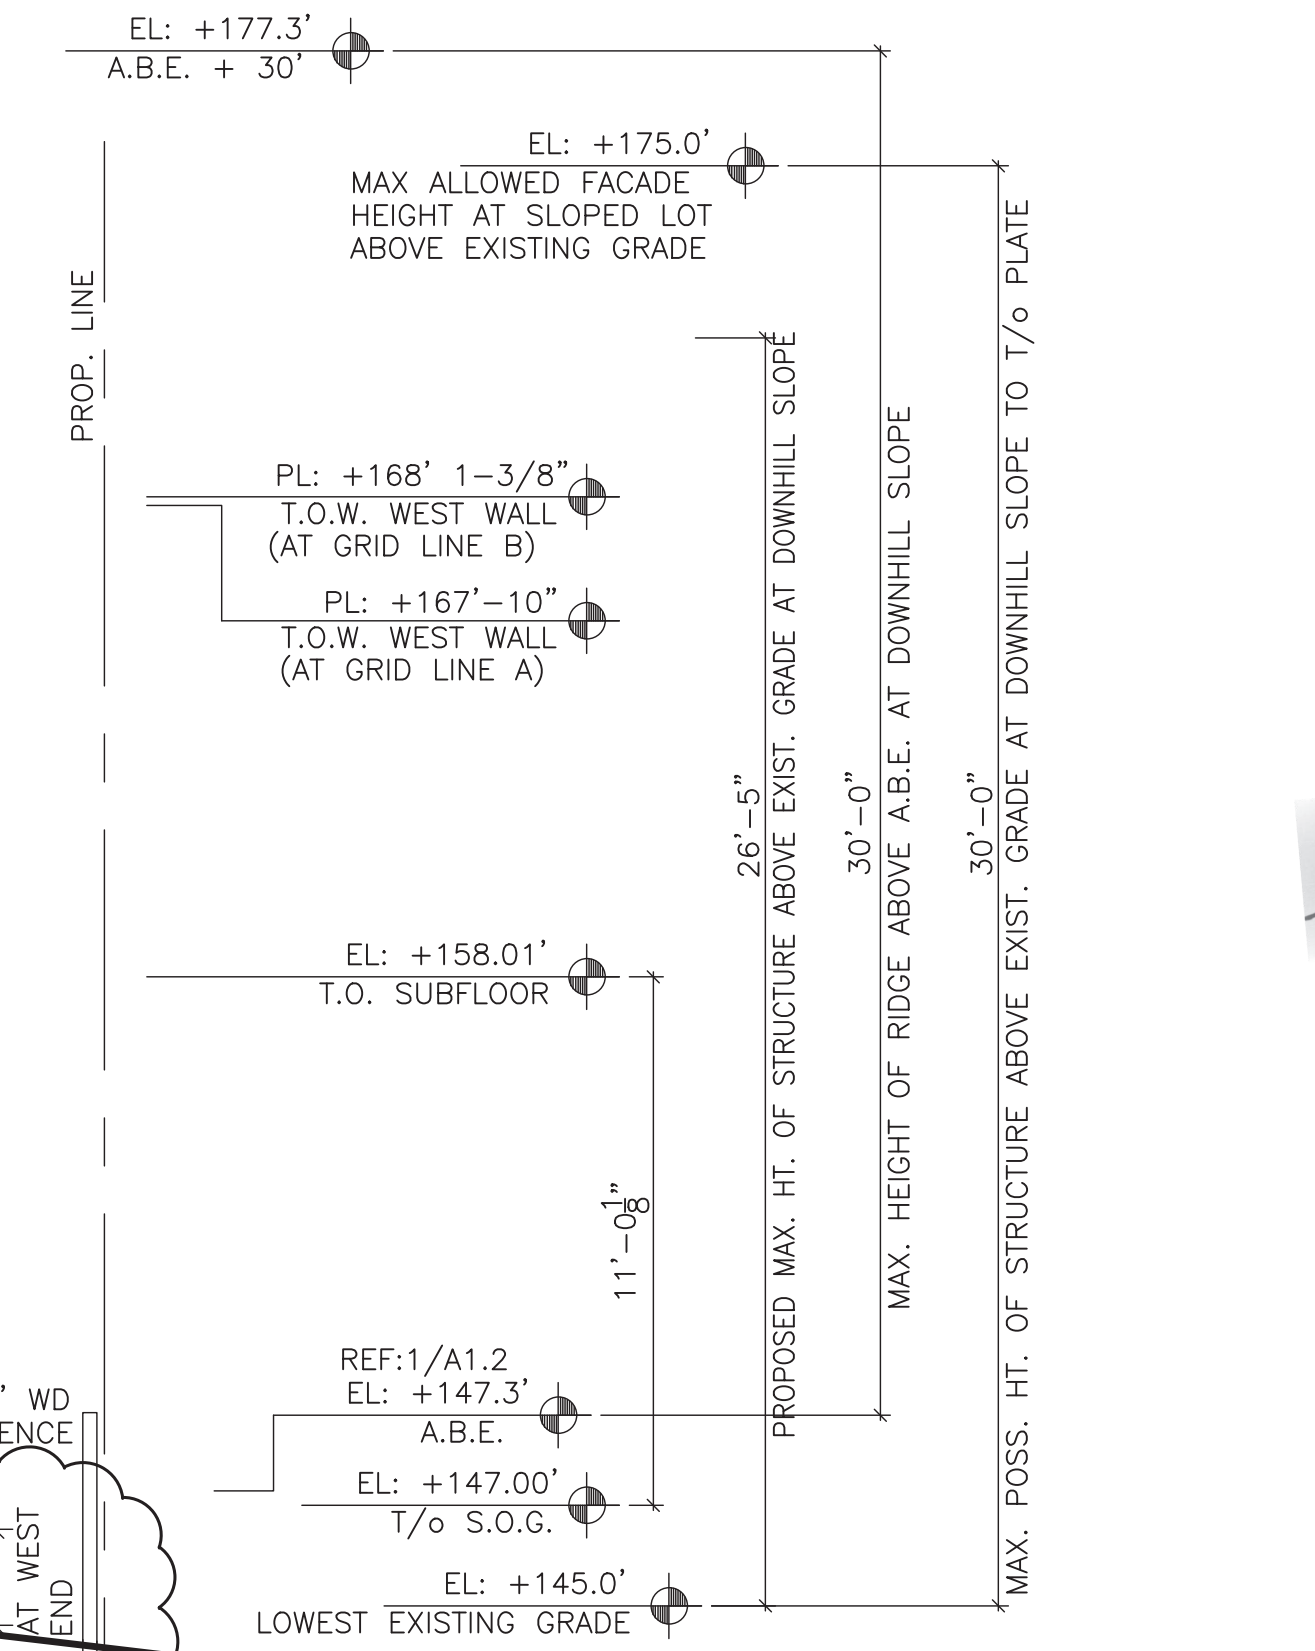 EL: +177.3'
A.B.E. + 30'
EL: +175.0'
MAX ALLOWED FACADE
HEIGHT AT SLOPED LOT
ABOVE EXISTING GRADE
PROP. LINE
PL: +168' 1-3/8"
T.O.W. WEST WALL
(AT GRID LINE B)
PL: +167'-10"
T.O.W. WEST WALL
(AT GRID LINE A)
EL: +158.01'
T.O. SUBFLOOR
11'-0 1/8"
26'-5"
PROPOSED MAX. HT. OF STRUCTURE ABOVE EXIST. GRADE AT DOWNHILL SLOPE
30'-0"
MAX. HEIGHT OF RIDGE ABOVE A.B.E. AT DOWNHILL SLOPE
30'-0"
MAX. POSS. HT. OF STRUCTURE ABOVE EXIST. GRADE AT DOWNHILL SLOPE TO T/o PLATE
REF:1/A1.2
EL: +147.3'
A.B.E.
' WD
ENCE
EL: +147.00'
T/o S.O.G.
AT WEST
END
EL: +145.0'
LOWEST EXISTING GRADE